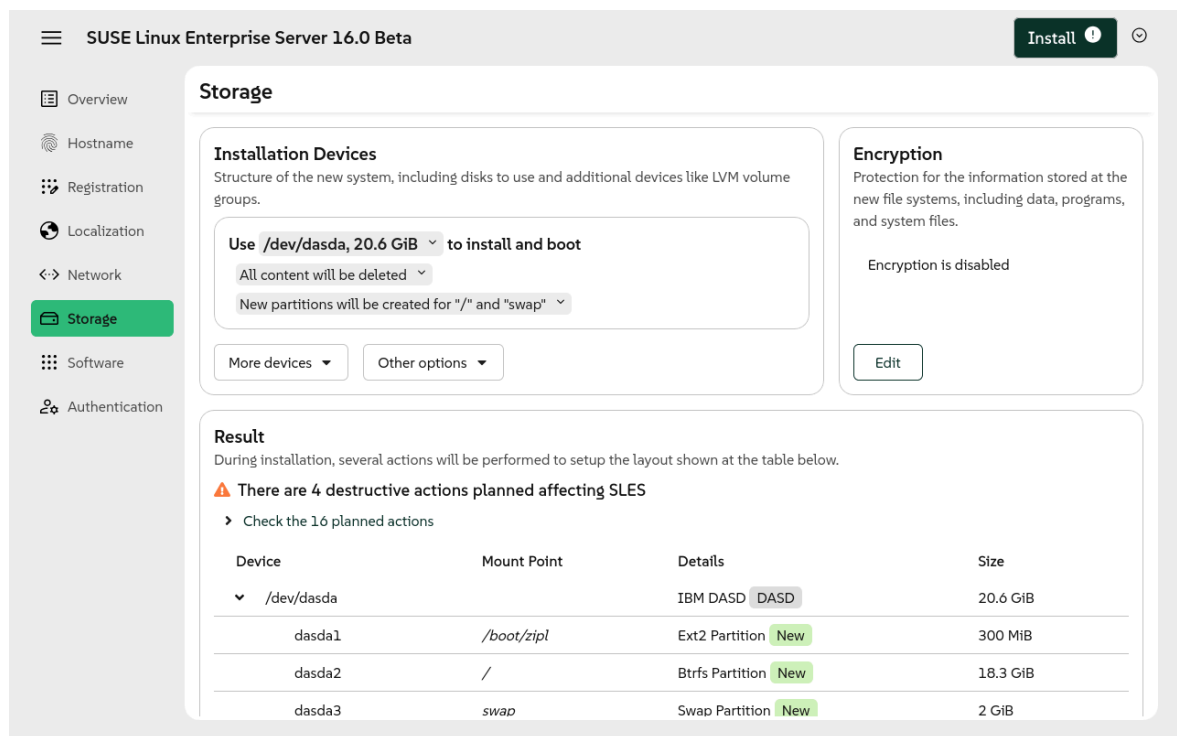 SUSE Linux Enterprise Server 16.0 Beta
Install
Overview
Hostname
Registration
Localization
Network
Storage
Software
Authentication
Storage
Installation Devices
Structure of the new system, including disks to use and additional devices like LVM volume
groups.
Use /dev/dasda, 20.6 GiB to install and boot
All content will be deleted
New partitions will be created for "/" and "swap"
More devices
Other options
Encryption
Protection for the information stored at the
new file systems, including data, programs,
and system files.
Encryption is disabled
Edit
Result
During installation, several actions will be performed to setup the layout shown at the table below.
There are 4 destructive actions planned affecting SLES
Check the 16 planned actions
Device Mount Point Details Size
/dev/dasda IBM DASD DASD 20.6 GiB
dasda1 /boot/zipl Ext2 Partition New 300 MiB
dasda2 / Btrfs Partition New 18.3 GiB
dasda3 swap Swap Partition New 2 GiB